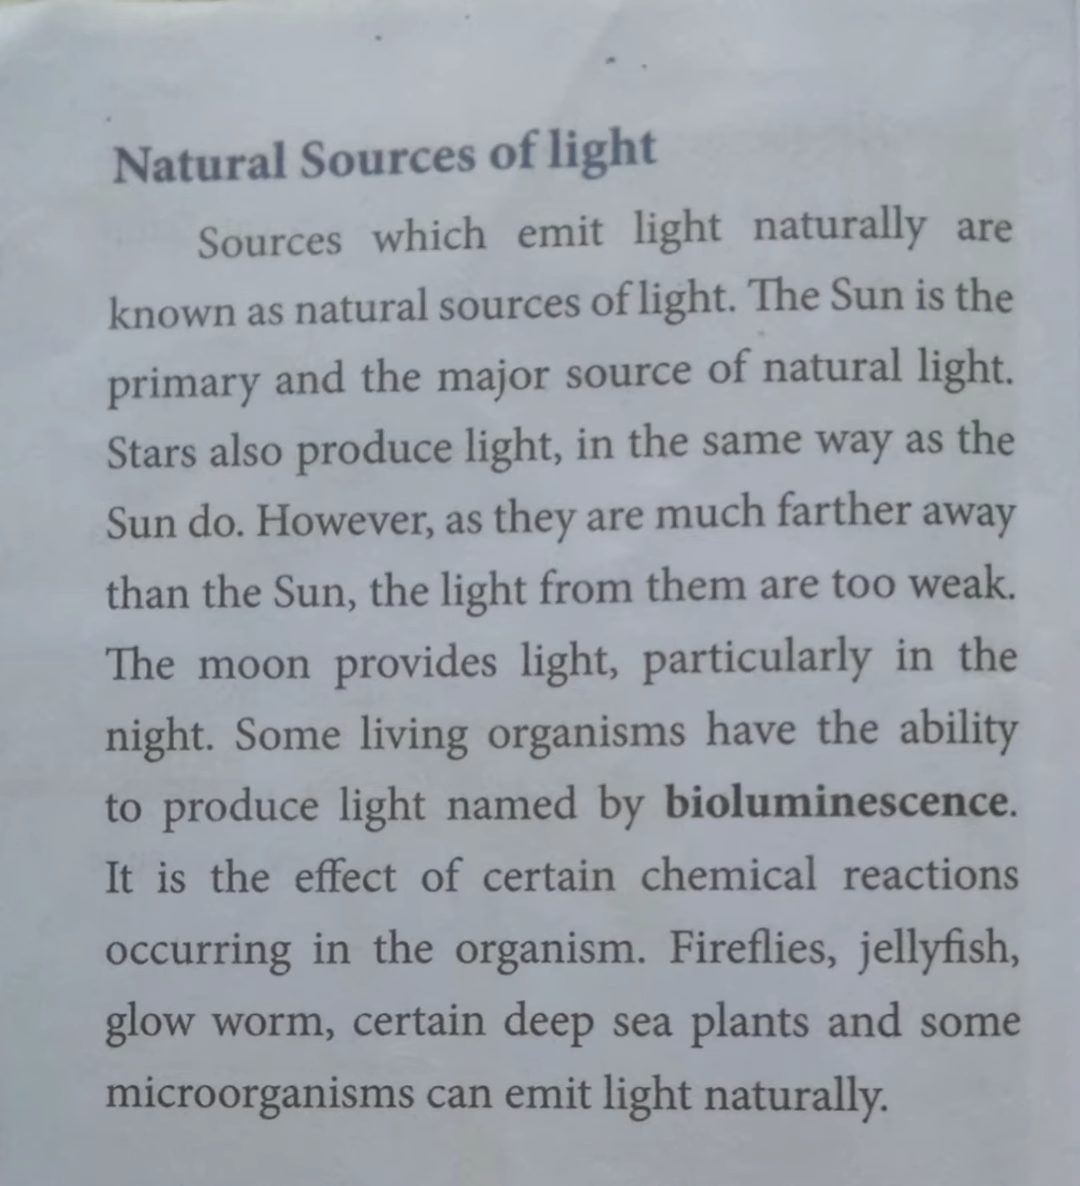 Natural Sources of light
Sources which emit light naturally are
known as natural sources of light. The Sun is the
primary and the major source of natural light.
Stars also produce light, in the same way as the
Sun do. However, as they are much farther away
than the Sun, the light from them are too weak.
The moon provides light, particularly in the
night. Some living organisms have the ability
to produce light named by bioluminescence.
It is the effect of certain chemical reactions
occurring in the organism. Fireflies, jellyfish,
glow worm, certain deep sea plants and some
microorganisms can emit light naturally.